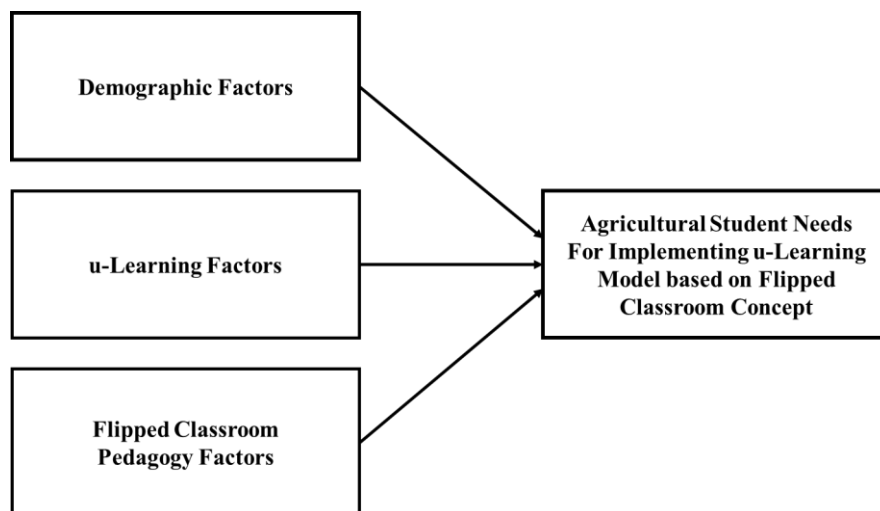 Demographic Factors
u-Learning Factors
Flipped Classroom
Pedagogy Factors
Agricultural Student Needs
For Implementing u-Learning
Model based on Flipped
Classroom Concept